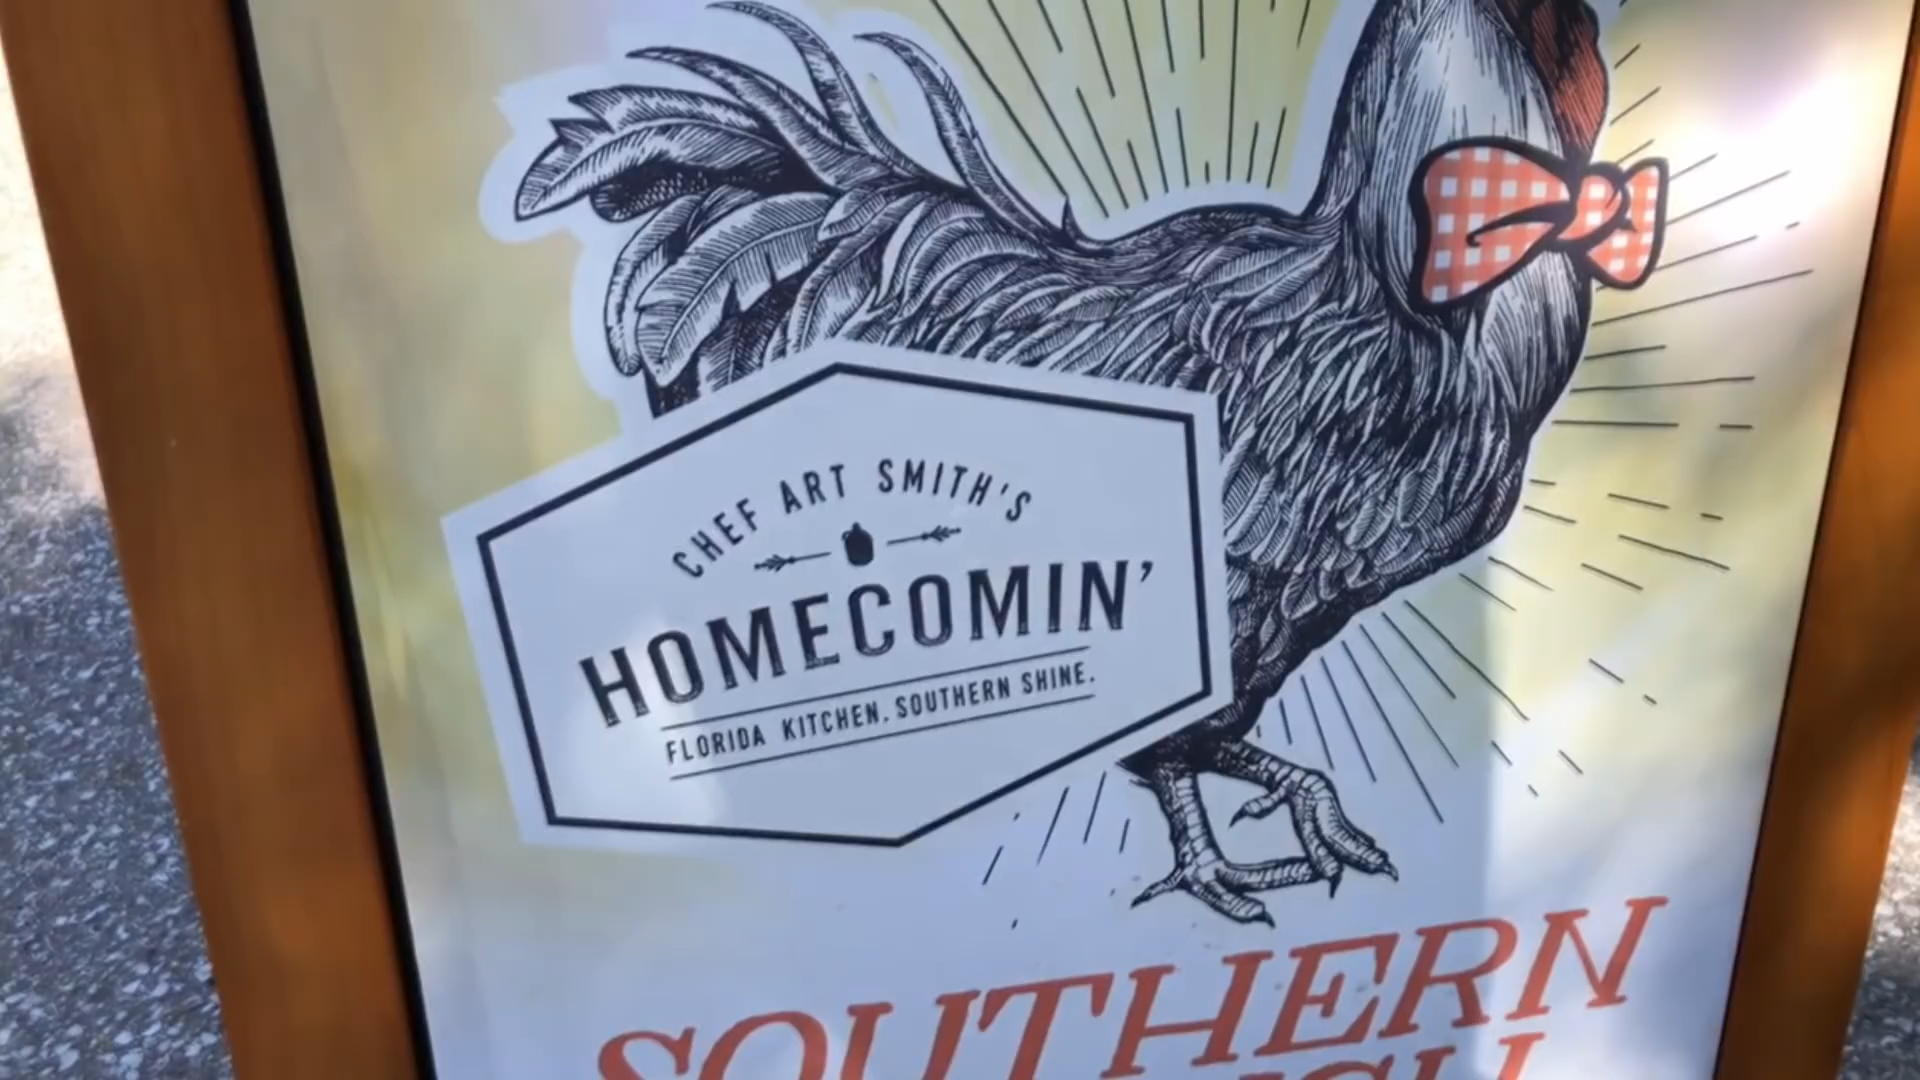 CHEF ART SMITH'S
HOMECOMIN'
FLORIDA KITCHEN. SOUTHERN SHINE.
SOUTHERN